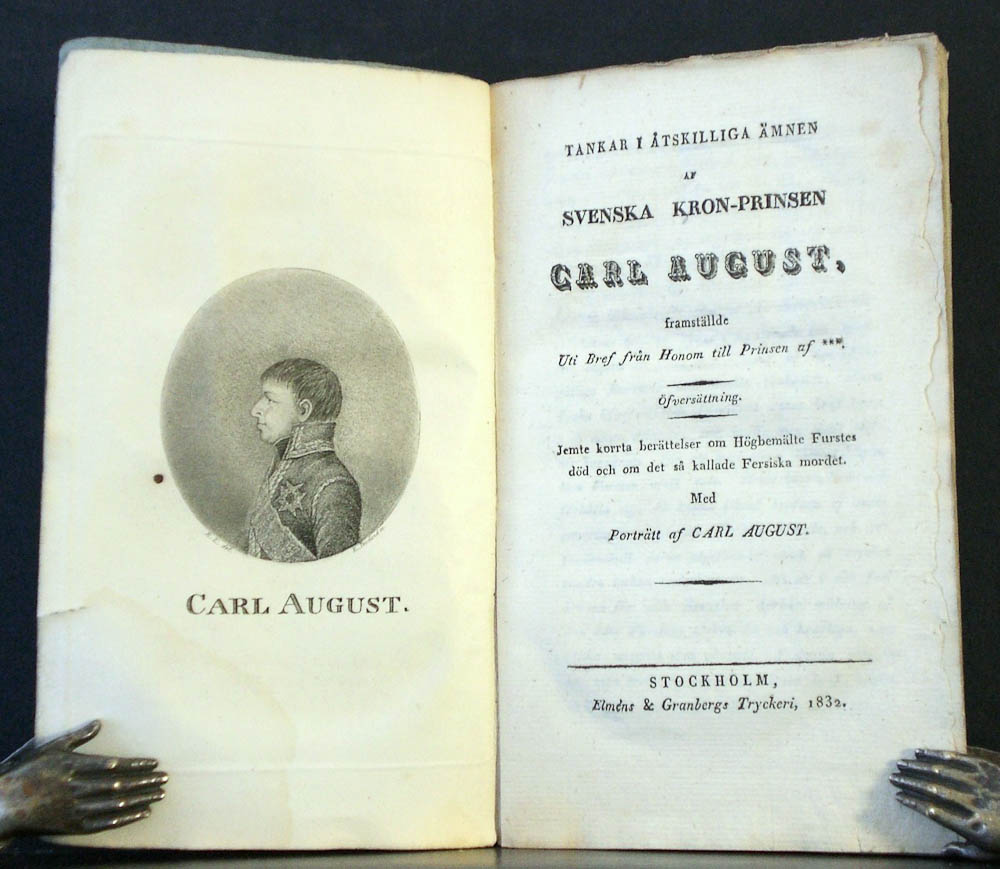 CARL AUGUST.
TANKAR I ÅTSKILLIGA ÄMNEN
AF
SVENSKA KRON-PRINSEN
CARL AUGUST,
framställde
Uti Bref från Honom till Prinsen af ***.
Öfversättning.
Jemte korrta berättelser om Högbemälte Furstes
död och om det så kallade Fersiska mordet.
Med
Porträtt af CARL AUGUST.
STOCKHOLM,
Elméns & Granbergs Tryckeri, 1832.